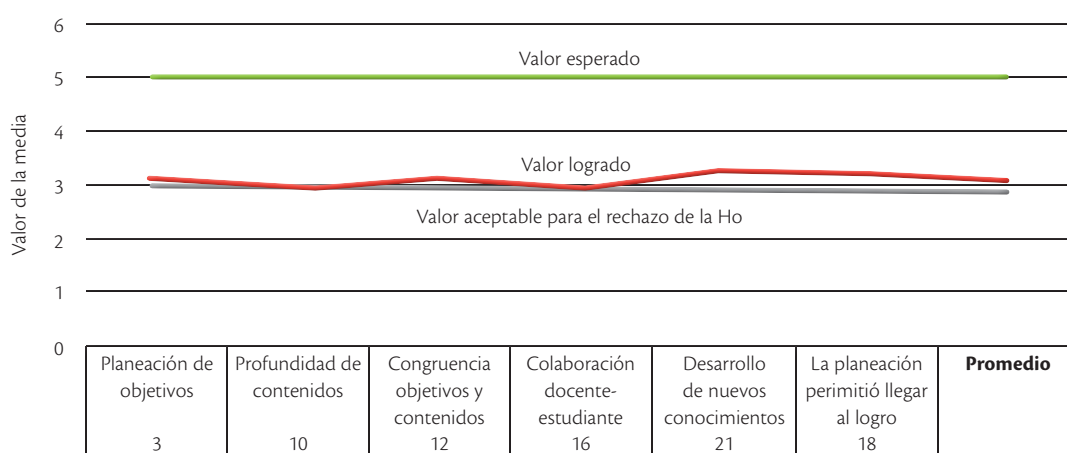 6
Valor esperado
5
4
Valor de la media
Valor logrado
3
Valor aceptable para el rechazo de la Ho
2
1
0
Planeación de objetivos 3
Profundidad de contenidos 10
Congruencia objetivos y contenidos 12
Colaboración docente-estudiante 16
Desarrollo de nuevos conocimientos 21
La planeación perimitió llegar al logro 18
Promedio